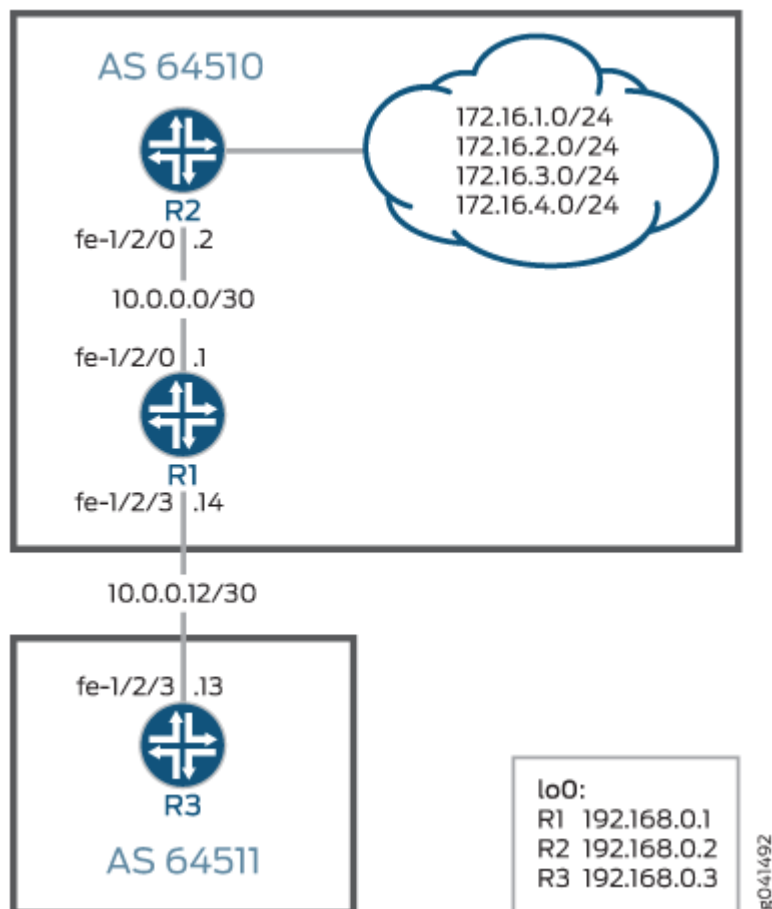 AS 64510
172.16.1.0/24
172.16.2.0/24
172.16.3.0/24
172.16.4.0/24
R2
fe-1/2/0 .2
10.0.0.0/30
fe-1/2/0 .1
R1
fe-1/2/3 .14
10.0.0.12/30
fe-1/2/3 .13
R3
AS 64511
lo0:
R1 192.168.0.1
R2 192.168.0.2
R3 192.168.0.3
g041492